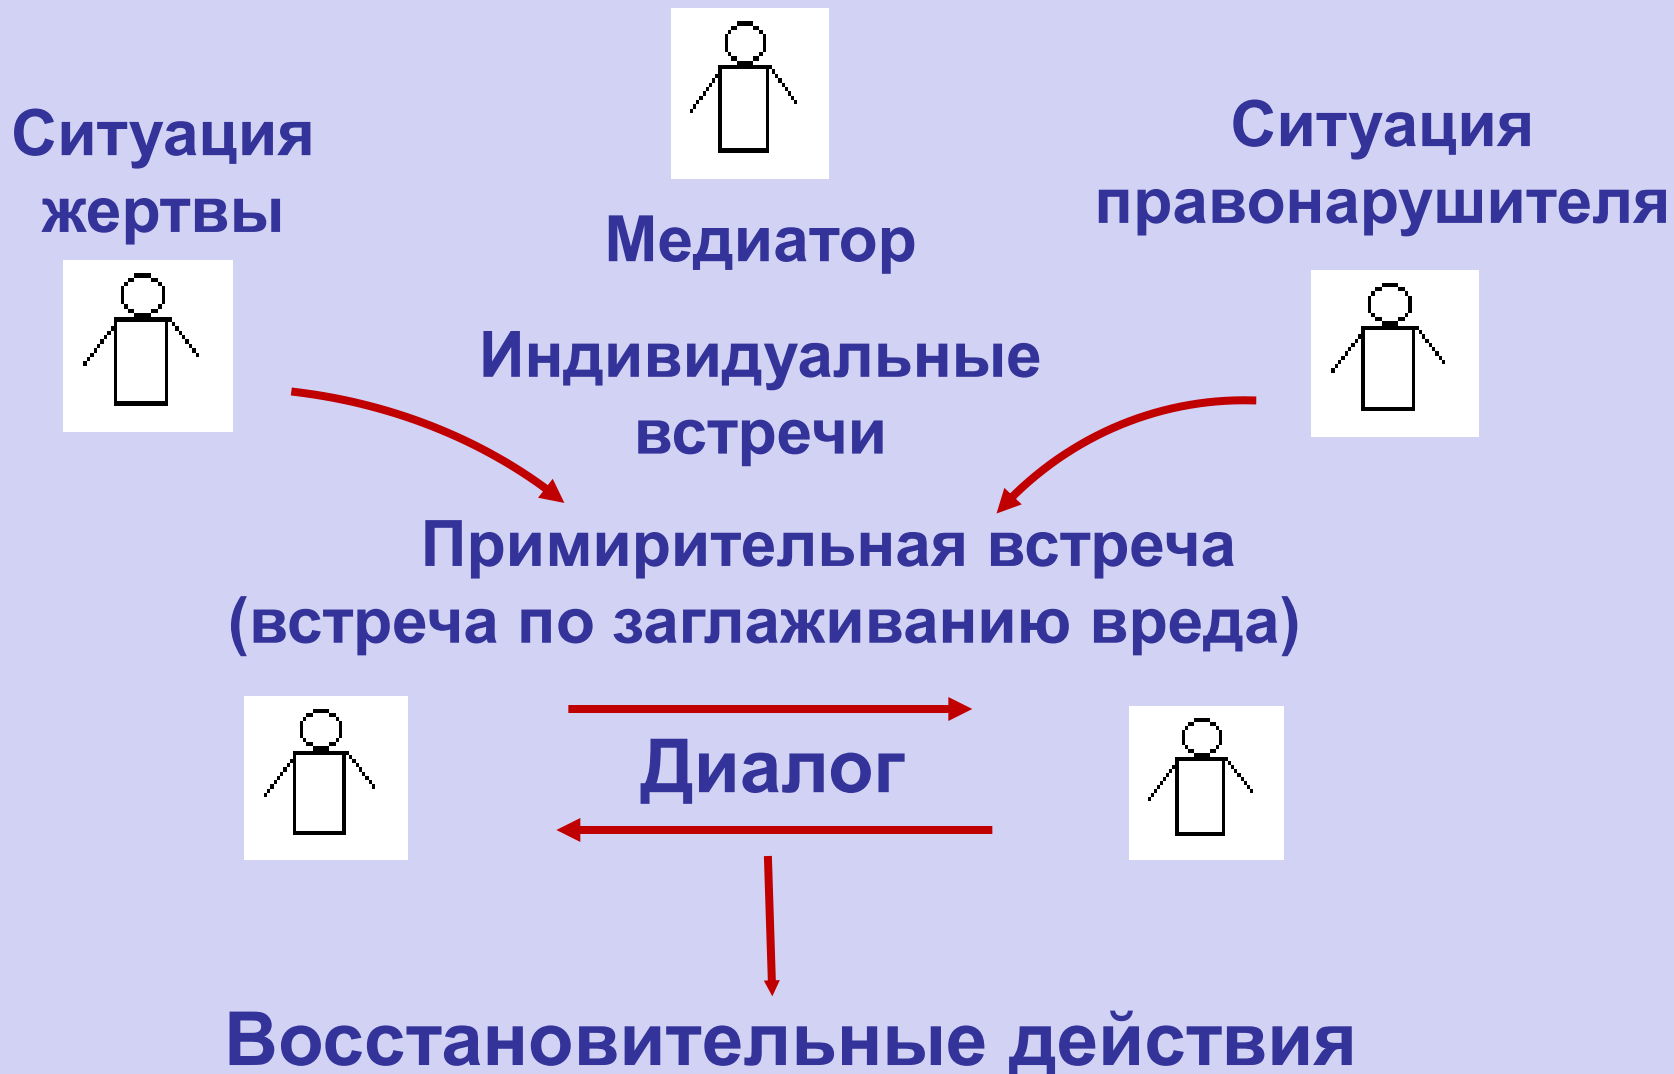 Ситуация
жертвы
Медиатор
Ситуация
правонарушителя
Индивидуальные
встречи
Примирительная встреча
(встреча по заглаживанию вреда)
Диалог
Восстановительные действия